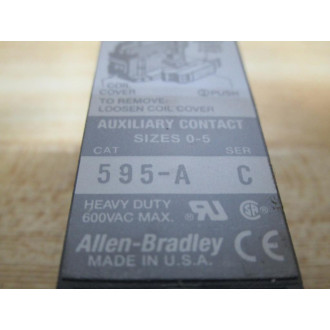 COIL
COVER
PUSH
TO REMOVE
LOOSEN COIL COVER
AUXILIARY CONTACT
SIZES 0-5
CAT SER
595-A C
HEAVY DUTY
600VAC MAX.
Allen-Bradley
MADE IN U.S.A.